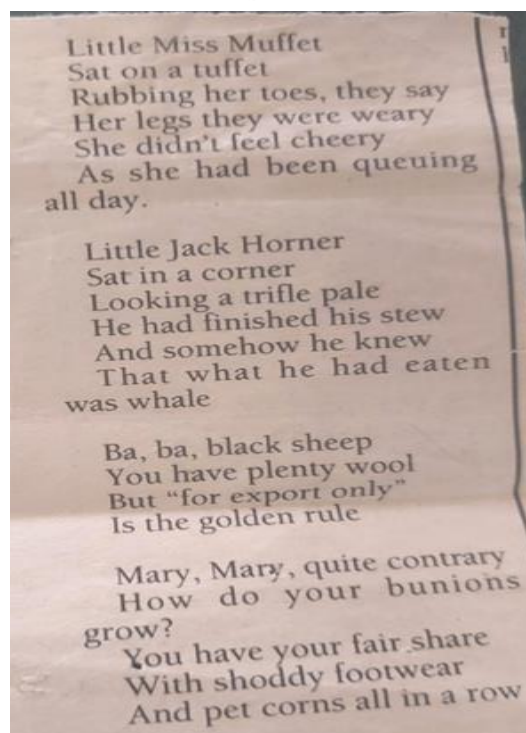 Little Miss Muffet
Sat on a tuffet
Rubbing her toes, they say
Her legs they were weary
She didn't feel cheery
As she had been queuing
all day.
Little Jack Horner
Sat in a corner
Looking a trifle pale
He had finished his stew
And somehow he knew
That what he had eaten
was whale
Ba, ba, black sheep
You have plenty wool
But "for export only"
Is the golden rule
Mary, Mary, quite contrary
How do your bunions
grow?
You have your fair share
With shoddy footwear
And pet corns all in a row